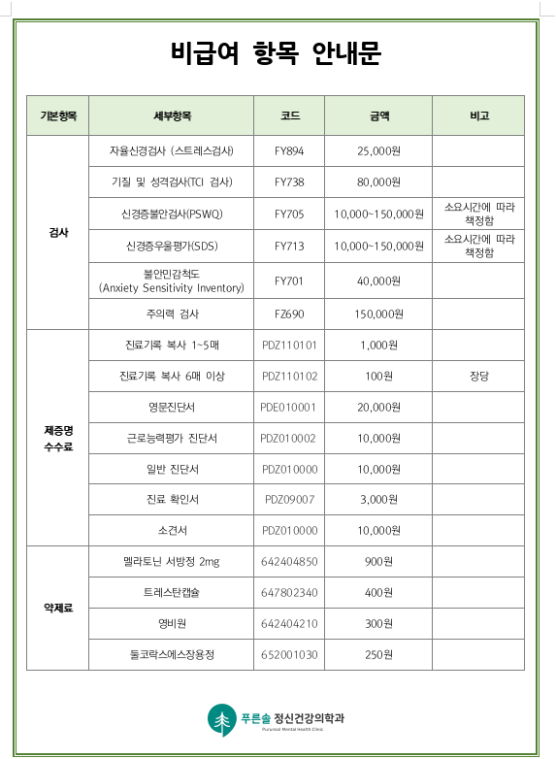 비급여 항목 안내문
기본항목 세부항목 코드 금액 비고
검사
자율신경검사 (스트레스검사) FY894 25,000원
기질 및 성격검사(TCI 검사) FY738 80,000원
신경증불안검사(PSWQ) FY705 10,000~150,000원 소요시간에 따라
책정함
신경증우울평가(SDS) FY713 10,000~150,000원 소요시간에 따라
책정함
불안민감척도
(Anxiety Sensitivity Inventory) FY701 40,000원
주의력 검사 FZ690 150,000원
제증명
수수료
진료기록 복사 1~5매 PDZ110101 1,000원
진료기록 복사 6매 이상 PDZ110102 100원 장당
영문진단서 PDE010001 20,000원
근로능력평가 진단서 PDZ010002 10,000원
일반 진단서 PDZ010000 10,000원
진료 확인서 PDZ09007 3,000원
소견서 PDZ010000 10,000원
약제료
멜라토닌 서방정 2mg 642404850 900원
트레스탄캡슐 647802340 400원
영비원 642404210 300원
둘코락스에스장용정 652001030 250원
푸른솔 정신건강의학과
Pureunsol Mental Health Clinic